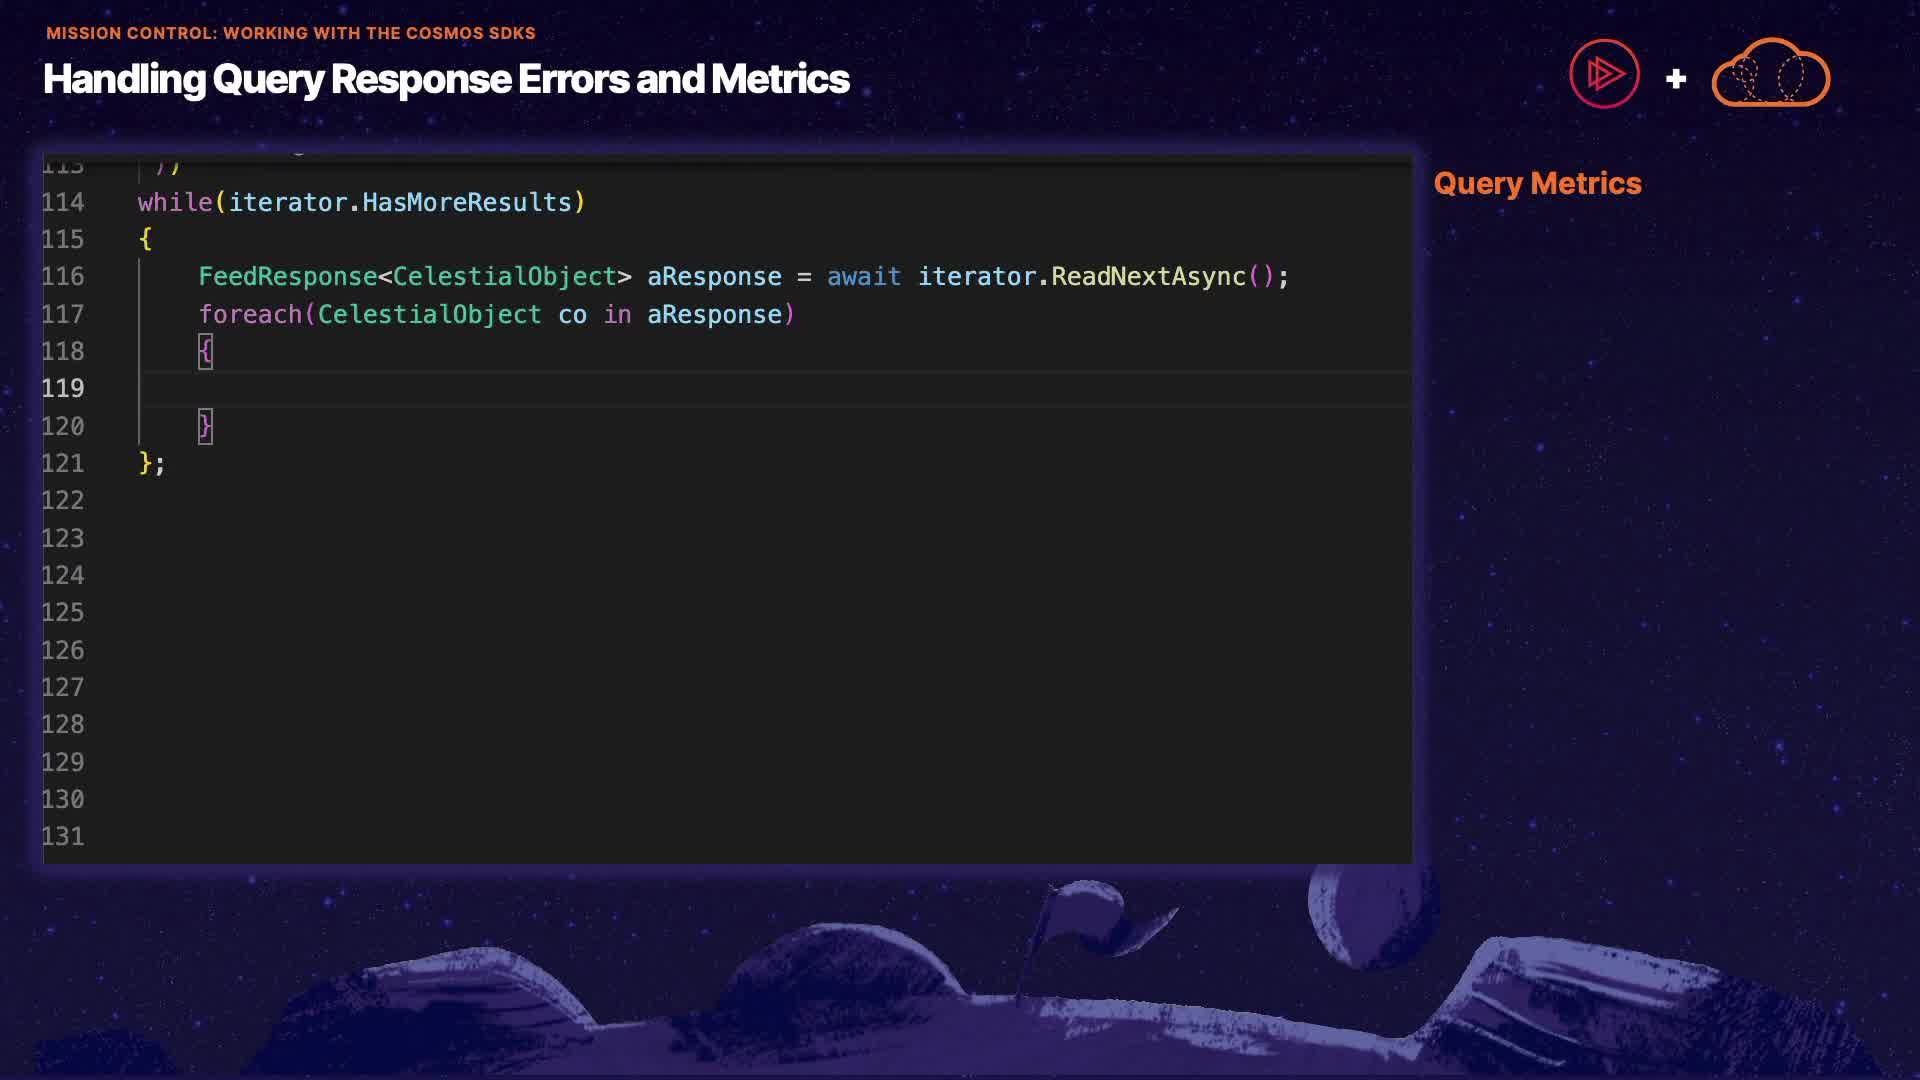 MISSION CONTROL: WORKING WITH THE COSMOS SDKS
Handling Query Response Errors and Metrics
+
Query Metrics
113 ))
114 while(iterator.HasMoreResults)
115 {
116 FeedResponse<CelestialObject> aResponse = await iterator.ReadNextAsync();
117 foreach(CelestialObject co in aResponse)
118 {
119
120 }
121 };
122
123
124
125
126
127
128
129
130
131